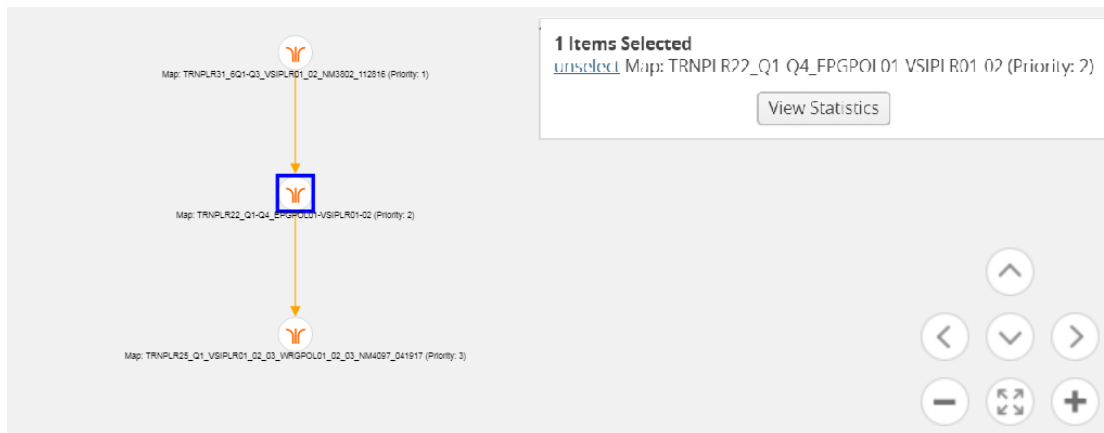 Map: TRNPLR31_6Q1-Q3_VSIPLR01_02_NM3802_112816 (Priority: 1)
Map: TRNPLR22_Q1-Q4_EPGPOL01-VSIPLR01-02 (Priority: 2)
Map: TRNPLR25_Q1_VSIPLR01_02_03_WRGPOL01_02_03_NM4097_041917 (Priority: 3)
1 Items Selected
unselect Map: TRNPLR22_Q1-Q4_EPGPOL01-VSIPLR01-02 (Priority: 2)
View Statistics